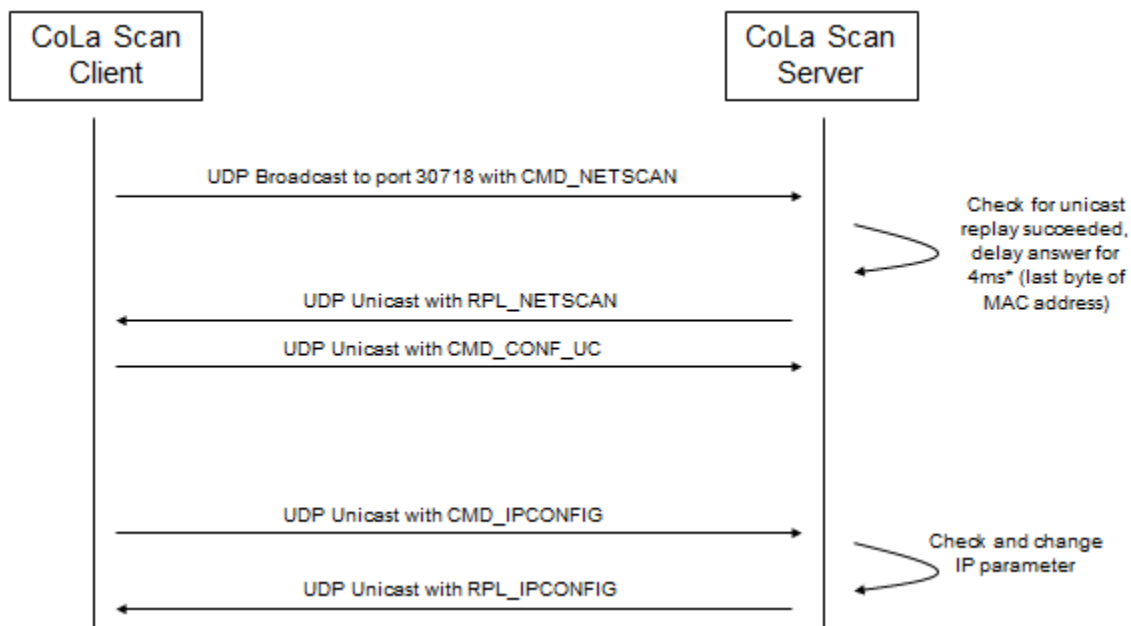 CoLa Scan
Client
CoLa Scan
Server
UDP Broadcast to port 30718 with CMD_NETSCAN
Check for unicast
replay succeeded,
delay answer for
4ms* (last byte of
MAC address)
UDP Unicast with RPL_NETSCAN
UDP Unicast with CMD_CONF_UC
UDP Unicast with CMD_IPCONFIG
Check and change
IP parameter
UDP Unicast with RPL_IPCONFIG